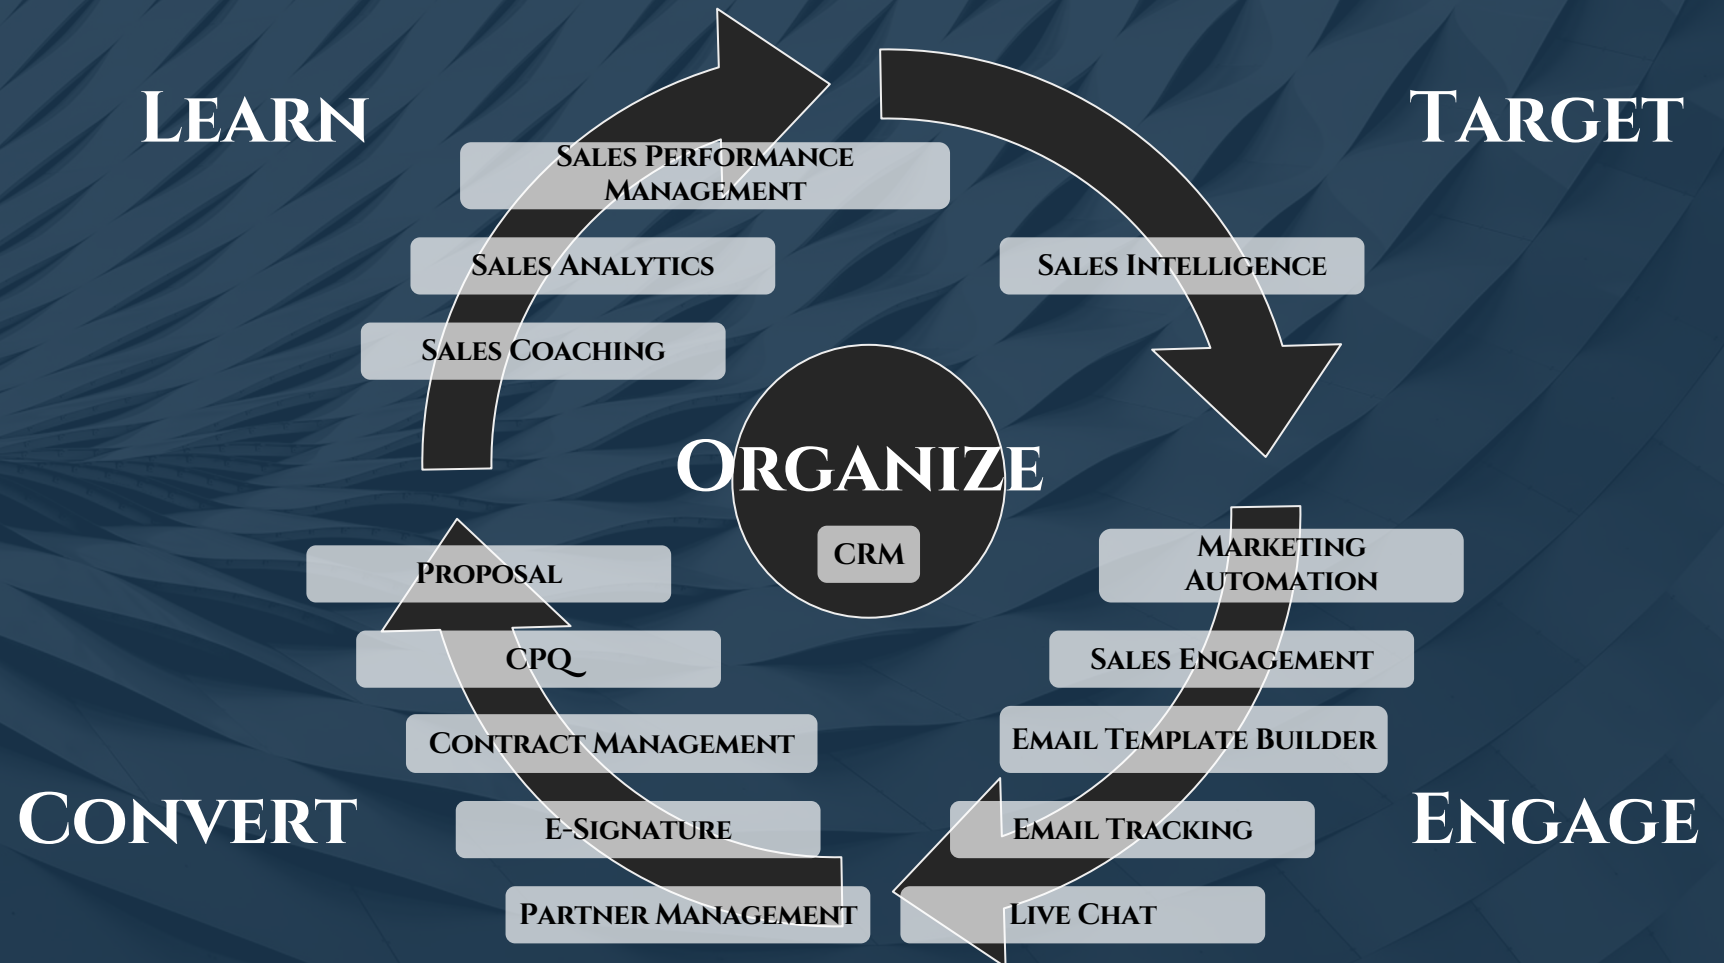 Learn
Target
Sales Performance
Management
Sales Analytics
Sales Intelligence
Sales Coaching
Organize
CRM
Proposal
CPQ
Contract Management
E-Signature
Partner Management
Marketing
Automation
Sales Engagement
Email Template Builder
Email Tracking
Live Chat
Convert
Engage